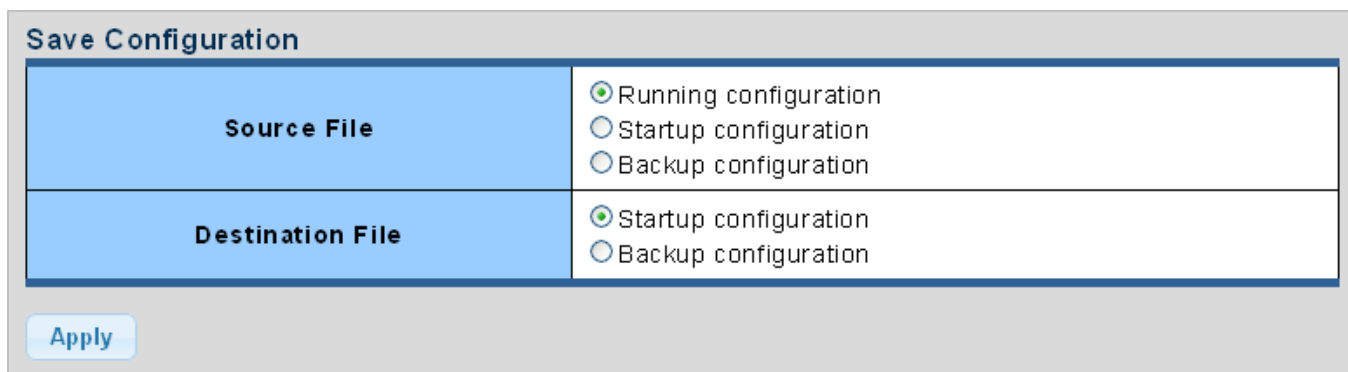 Save Configuration
Source File
Running configuration
Startup configuration
Backup configuration
Destination File
Startup configuration
Backup configuration
Apply